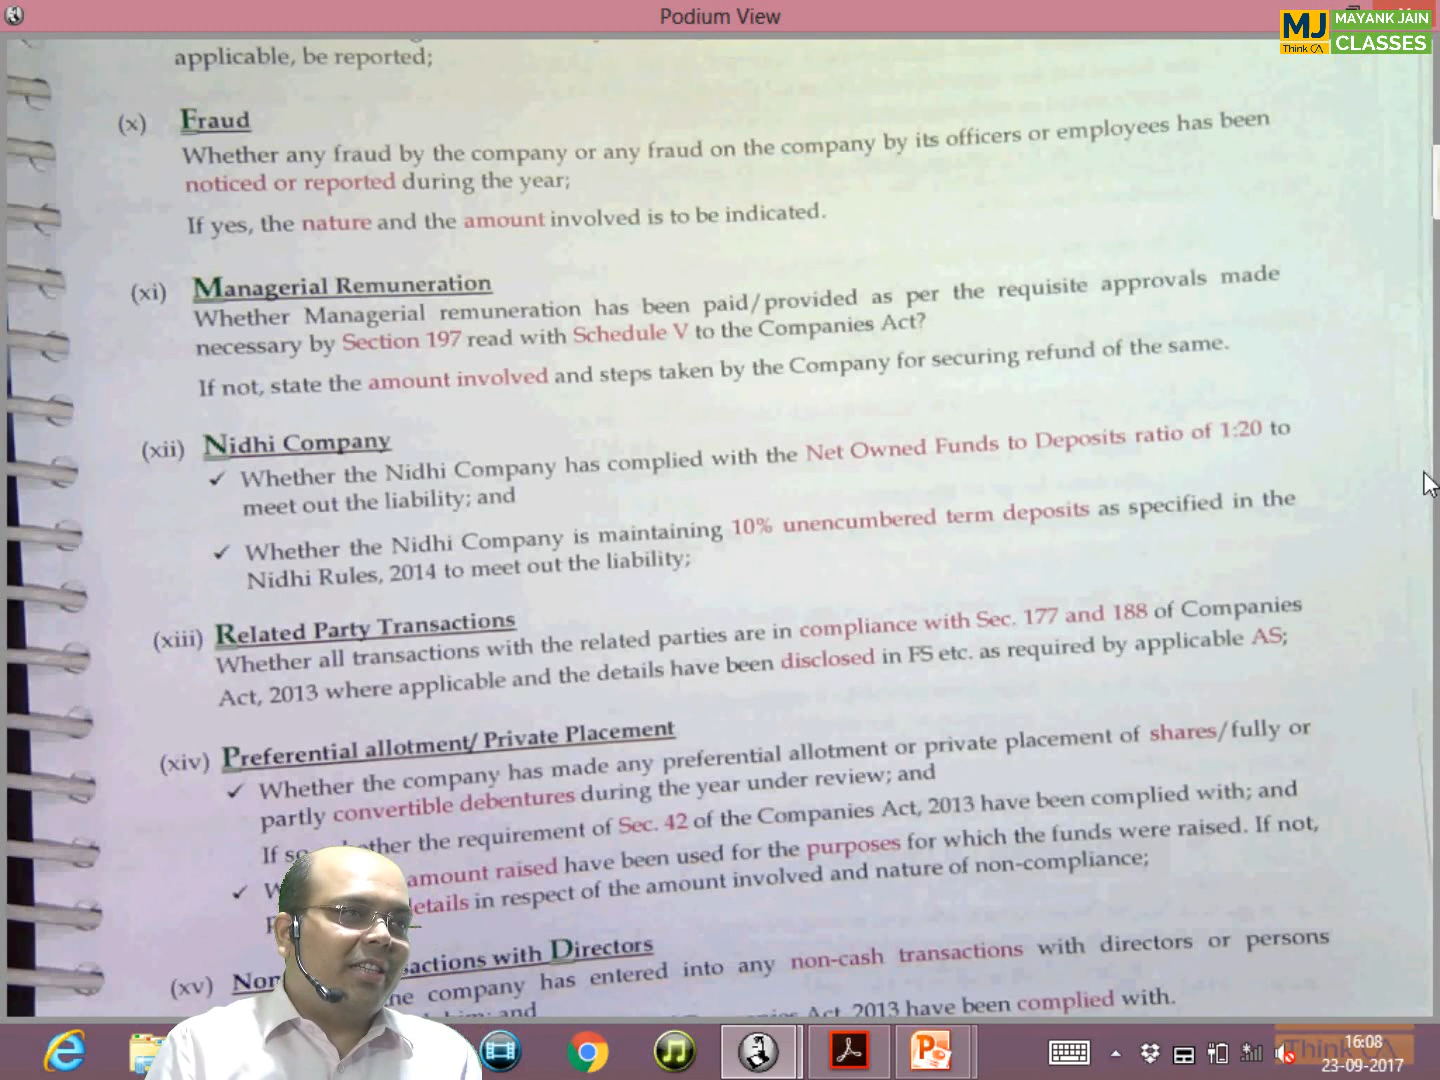 Podium View
MJ
Think CA
MAYANK JAIN
CLASSES
applicable, be reported;
(x) Fraud
Whether any fraud by the company or any fraud on the company by its officers or employees has been
noticed or reported during the year;
If yes, the nature and the amount involved is to be indicated.
(xi) Managerial Remuneration
Whether Managerial remuneration has been paid/provided as per the requisite approvals made
necessary by Section 197 read with Schedule V to the Companies Act?
If not, state the amount involved and steps taken by the Company for securing refund of the same.
(xii) Nidhi Company
✓ Whether the Nidhi Company has complied with the Net Owned Funds to Deposits ratio of 1:20 to
meet out the liability; and
✓ Whether the Nidhi Company is maintaining 10% unencumbered term deposits as specified in the
Nidhi Rules, 2014 to meet out the liability;
(xiii) Related Party Transactions
Whether all transactions with the related parties are in compliance with Sec. 177 and 188 of Companies
Act, 2013 where applicable and the details have been disclosed in FS etc. as required by applicable AS;
(xiv) Preferential allotment/ Private Placement
✓ Whether the company has made any preferential allotment or private placement of shares/fully or
partly convertible debentures during the year under review; and
If so the requirement of Sec. 42 of the Companies Act, 2013 have been complied with; and
✓ amount raised have been used for the purposes for which the funds were raised. If not,
in respect of the amount involved and nature of non-compliance;
(xv) with Directors
company has entered into any non-cash transactions with directors or persons
and
Act, 2013 have been complied with.
Think CA
16:08
23-09-2017